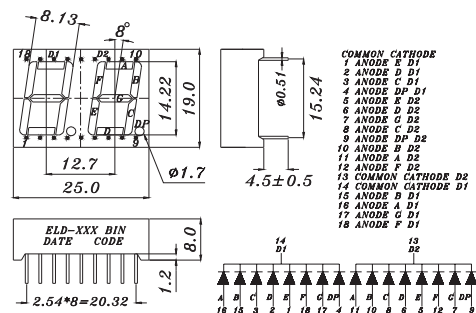 8.13
8°
18 D1 D2 10
A
F B
G
E C
D DP
7 9
14.22
19.0
12.7
ø1.7
25.0
ø0.51
15.24
4.5±0.5
COMMON CATHODE
1 ANODE E D1
2 ANODE D D1
3 ANODE C D1
4 ANODE DP D1
5 ANODE E D2
6 ANODE D D2
7 ANODE G D2
8 ANODE C D2
9 ANODE DP D2
10 ANODE B D2
11 ANODE A D2
12 ANODE F D2
13 COMMON CATHODE D2
14 COMMON CATHODE D1
15 ANODE B D1
16 ANODE A D1
17 ANODE G D1
18 ANODE F D1
ELD-XXX BIN
DATE CODE
8.0
1.2
2.54*8=20.32
14 13
D1 D2
A B C D E F G DP A B C D E F G DP
16 15 3 2 1 18 17 4 11 10 8 6 5 12 7 9